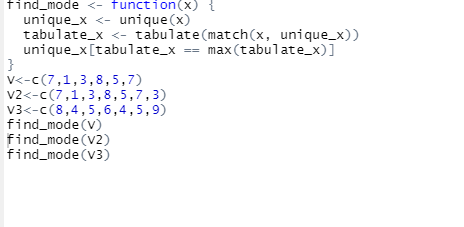 find_mode <- function(x) {
  unique_x <- unique(x)
  tabulate_x <- tabulate(match(x, unique_x))
  unique_x[tabulate_x == max(tabulate_x)]
}
v<-c(7,1,3,8,5,7)
v2<-c(7,1,3,8,5,7,3)
v3<-c(8,4,5,6,4,5,9)
find_mode(v)
find_mode(v2)
find_mode(v3)